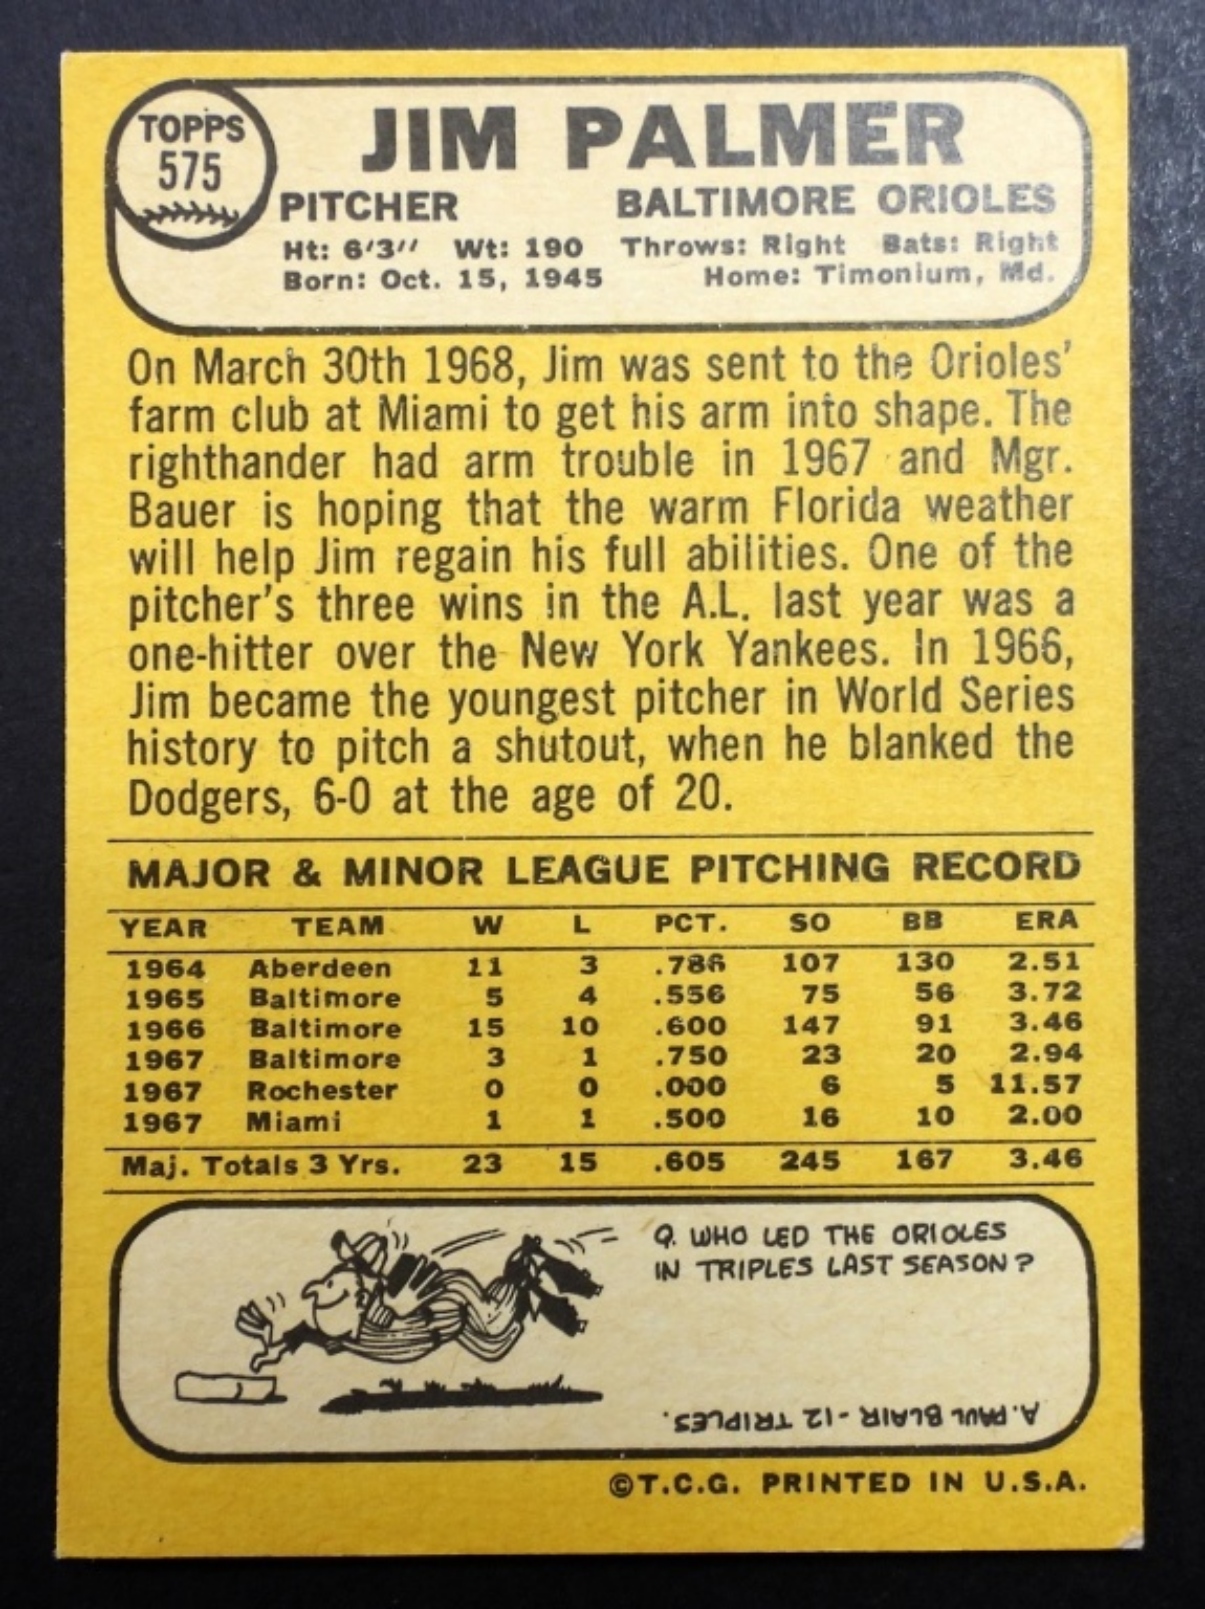 TOPPS
575
JIM PALMER
PITCHER BALTIMORE ORIOLES
Ht: 6'3" Wt: 190 Throws: Right Bats: Right
Born: Oct. 15, 1945 Home: Timonium, Md.
On March 30th 1968, Jim was sent to the Orioles'
farm club at Miami to get his arm into shape. The
righthander had arm trouble in 1967 and Mgr.
Bauer is hoping that the warm Florida weather
will help Jim regain his full abilities. One of the
pitcher's three wins in the A.L. last year was a
one-hitter over the New York Yankees. In 1966,
Jim became the youngest pitcher in World Series
history to pitch a shutout, when he blanked the
Dodgers, 6-0 at the age of 20.
MAJOR & MINOR LEAGUE PITCHING RECORD
YEAR TEAM W L PCT. SO BB ERA
1964 Aberdeen 11 3 .786 107 130 2.51
1965 Baltimore 5 4 .556 75 56 3.72
1966 Baltimore 15 10 .600 147 91 3.46
1967 Baltimore 3 1 .750 23 20 2.94
1967 Rochester 0 0 .000 6 5 11.57
1967 Miami 1 1 .500 16 10 2.00
Maj. Totals 3 Yrs. 23 15 .605 245 167 3.46
Q. WHO LED THE ORIOLES
IN TRIPLES LAST SEASON?
A. PAUL BLAIR -12 TRIPLES.
©T.C.G. PRINTED IN U.S.A.